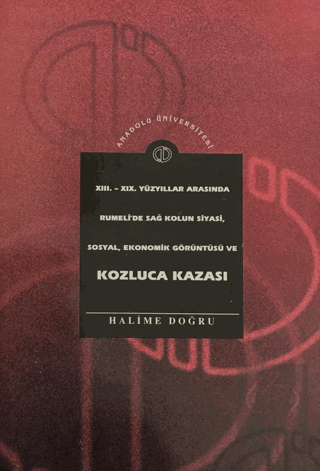 ANADOLU ÜNİVERSİTESİ
XIII. - XIX. YÜZYILLAR ARASINDA
RUMELİ'DE SAĞ KOLUN SİYASİ,
SOSYAL, EKONOMİK GÖRÜNTÜSÜ VE
KOZLUCA KAZASI
HALİME DOĞRU